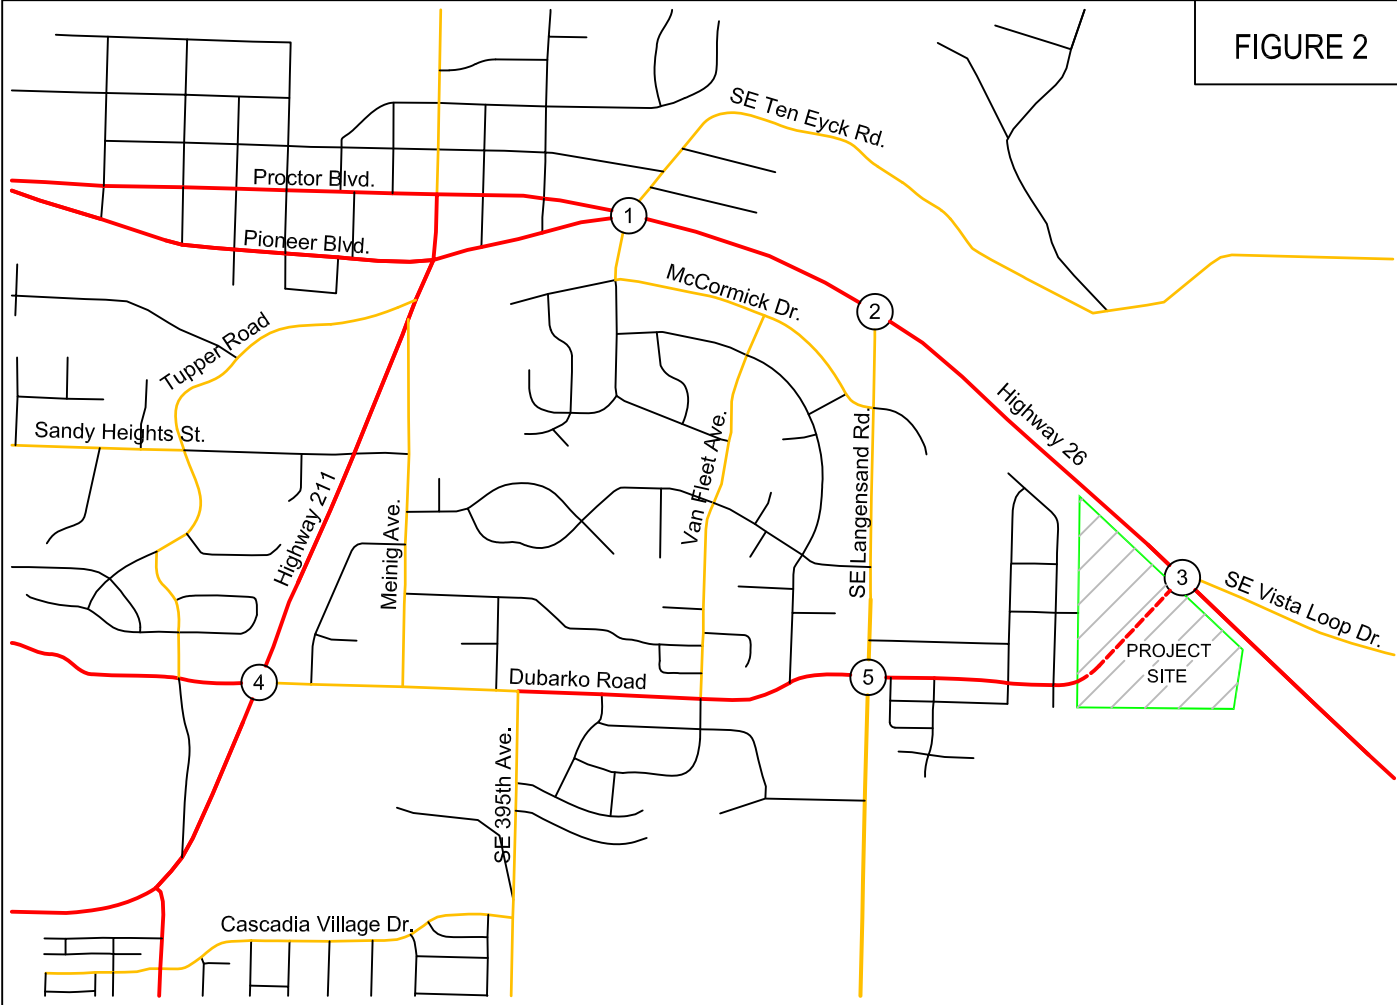 FIGURE 2
SE Ten Eyck Rd.
Proctor Blvd.
1
Pioneer Blvd.
McCormick Dr.
2
Tupper Road
Highway 26
Sandy Heights St.
Van Fleet Ave.
SE Langensand Rd.
Highway 211
Meinig Ave.
3
SE Vista Loop Dr.
PROJECT
SITE
4
Dubarko Road
5
SE 395th Ave.
Cascadia Village Dr.